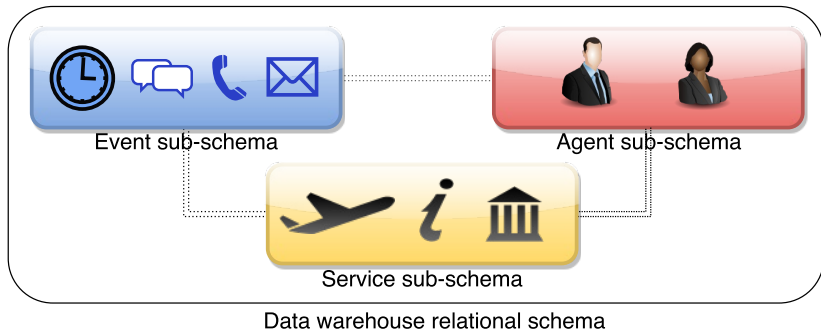 Event sub-schema
Agent sub-schema
Service sub-schema
Data warehouse relational schema